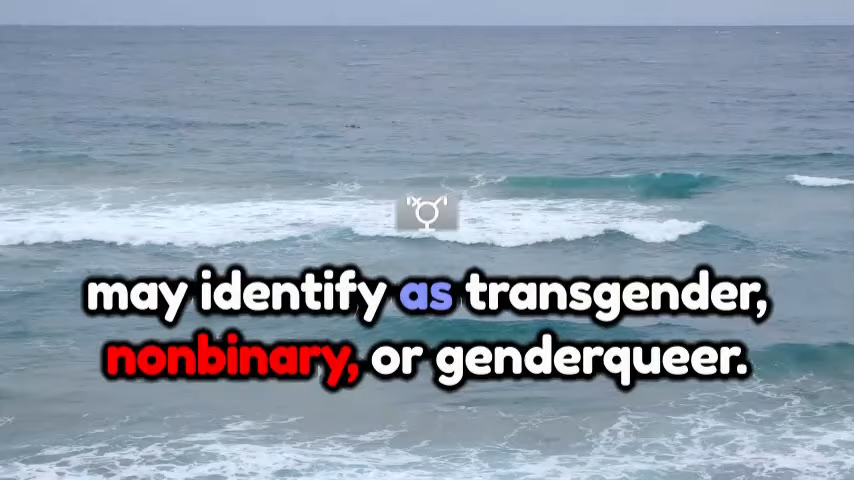 may identify as transgender,
nonbinary, or genderqueer.